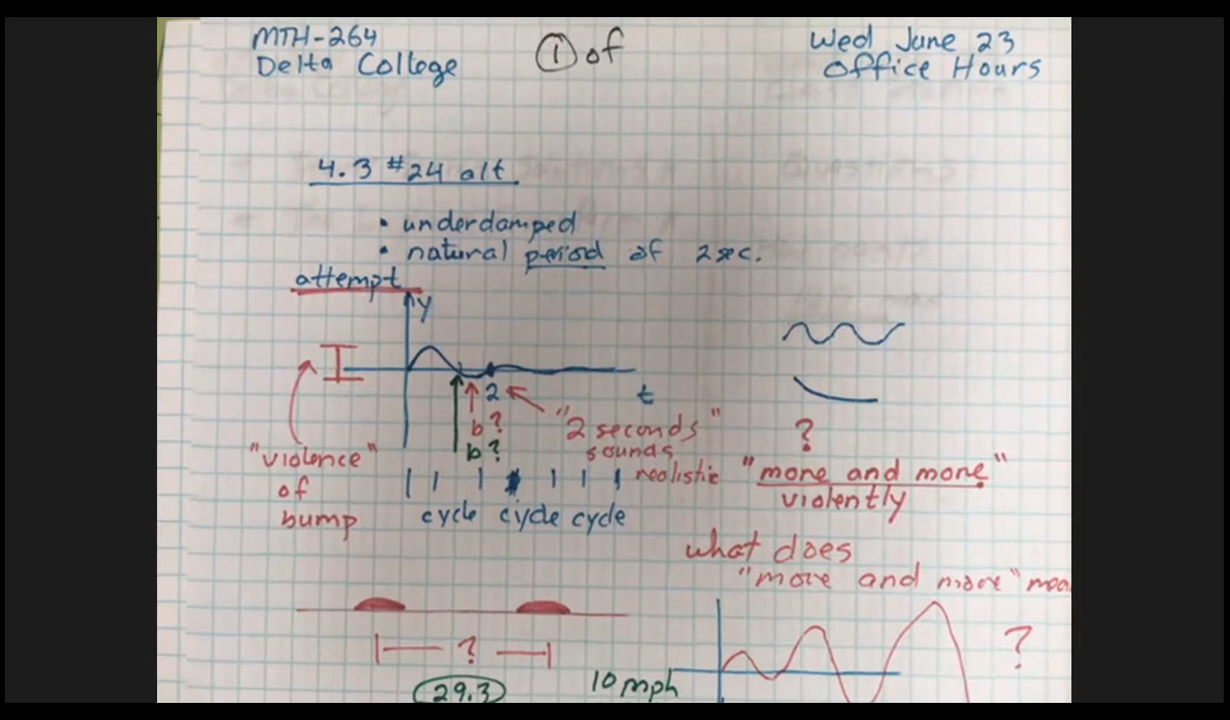 MTH-264
Delta College
1 of
Wed June 23
Office Hours
4.3 #24 alt
• underdamped
• natural period of 2 sec.
attempt
y
t
2
b?
b?
"2 seconds"
sounds
realistic
"violence"
of
bump
cycle cycle cycle
?
"more and more"
violently
what does
"more and more" mea
?
?
29.3
10 mph